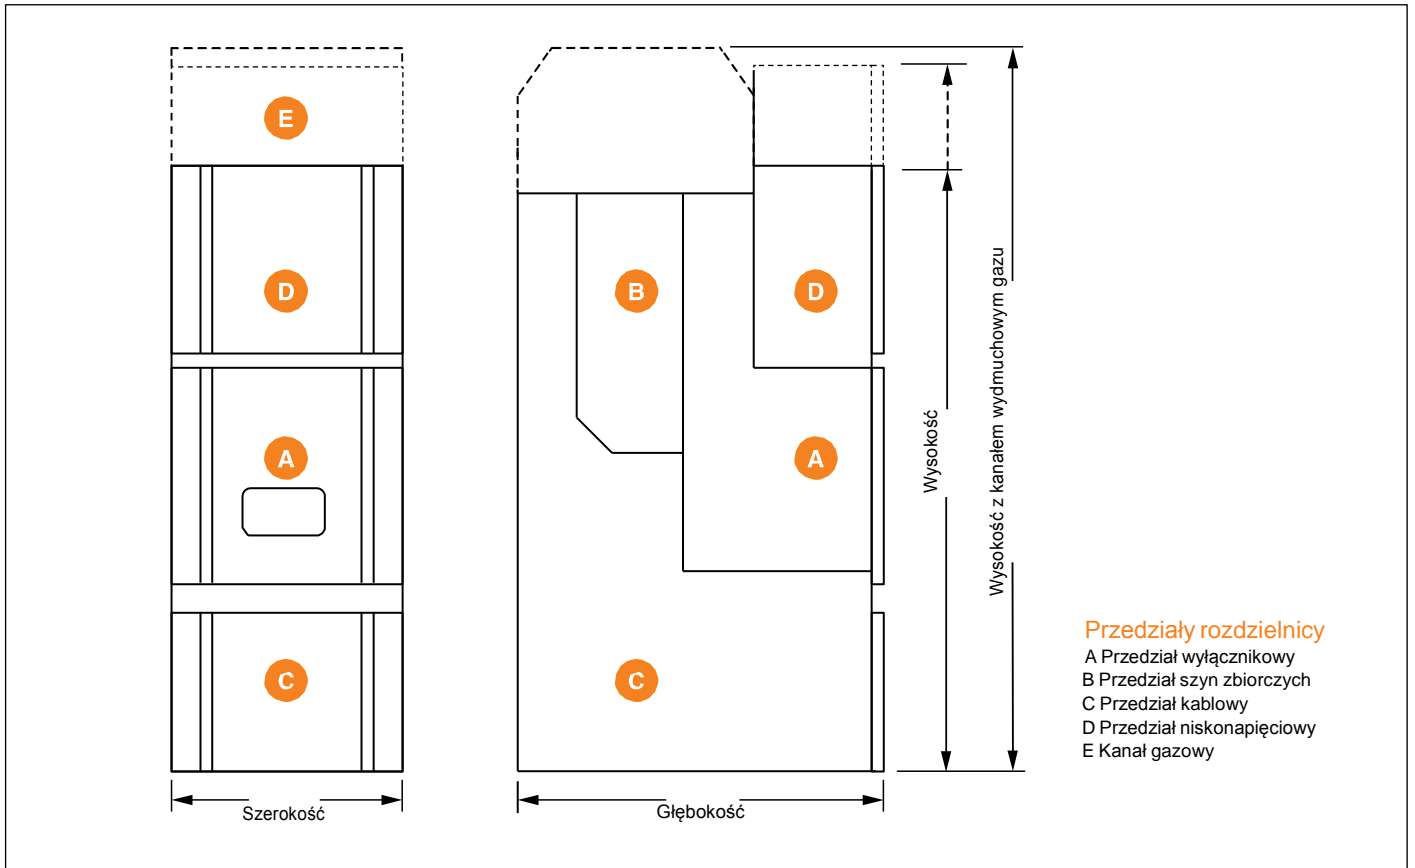 E
D
B
D
A
A
C
C
Wysokość
Wysokość z kanałem wydmuchowym gazu
Szerokość
Głębokość
Przedziały rozdzielnicy
A Przedział wyłącznikowy
B Przedział szyn zbiorczych
C Przedział kablowy
D Przedział niskonapięciowy
E Kanał gazowy